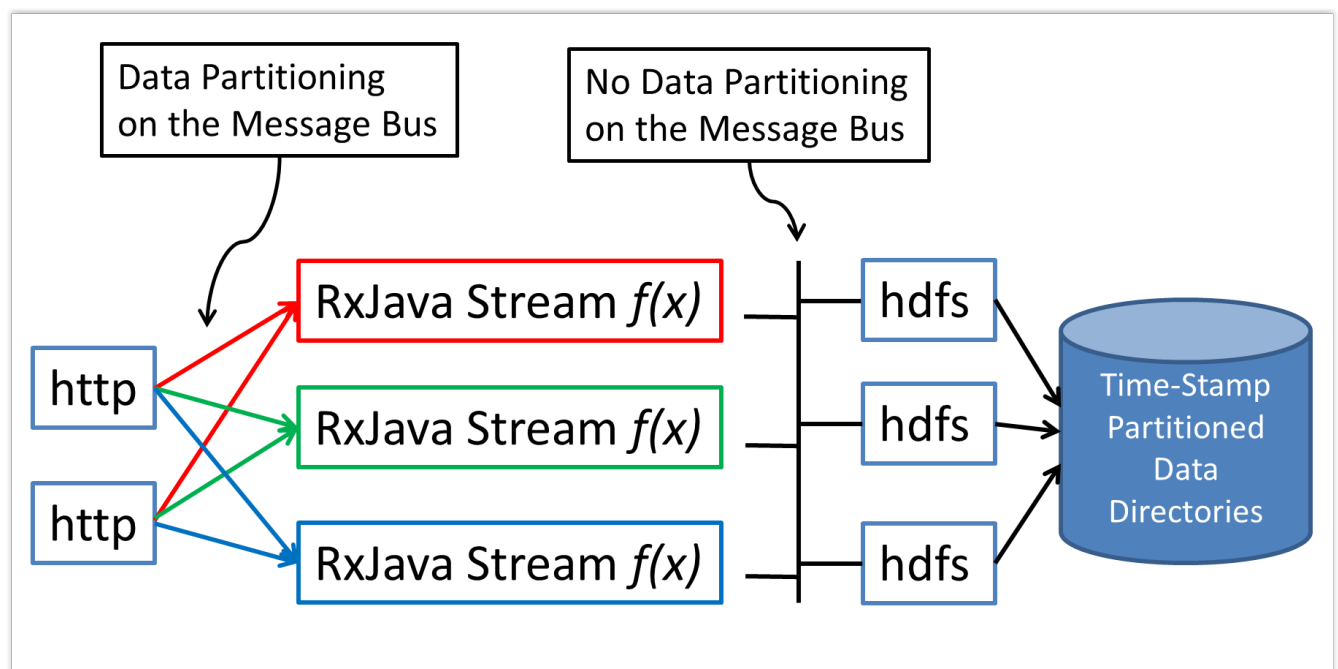 Data Partitioning
on the Message Bus
No Data Partitioning
on the Message Bus
http
http
RxJava Stream f(x)
RxJava Stream f(x)
RxJava Stream f(x)
hdfs
hdfs
hdfs
Time-Stamp
Partitioned
Data
Directories